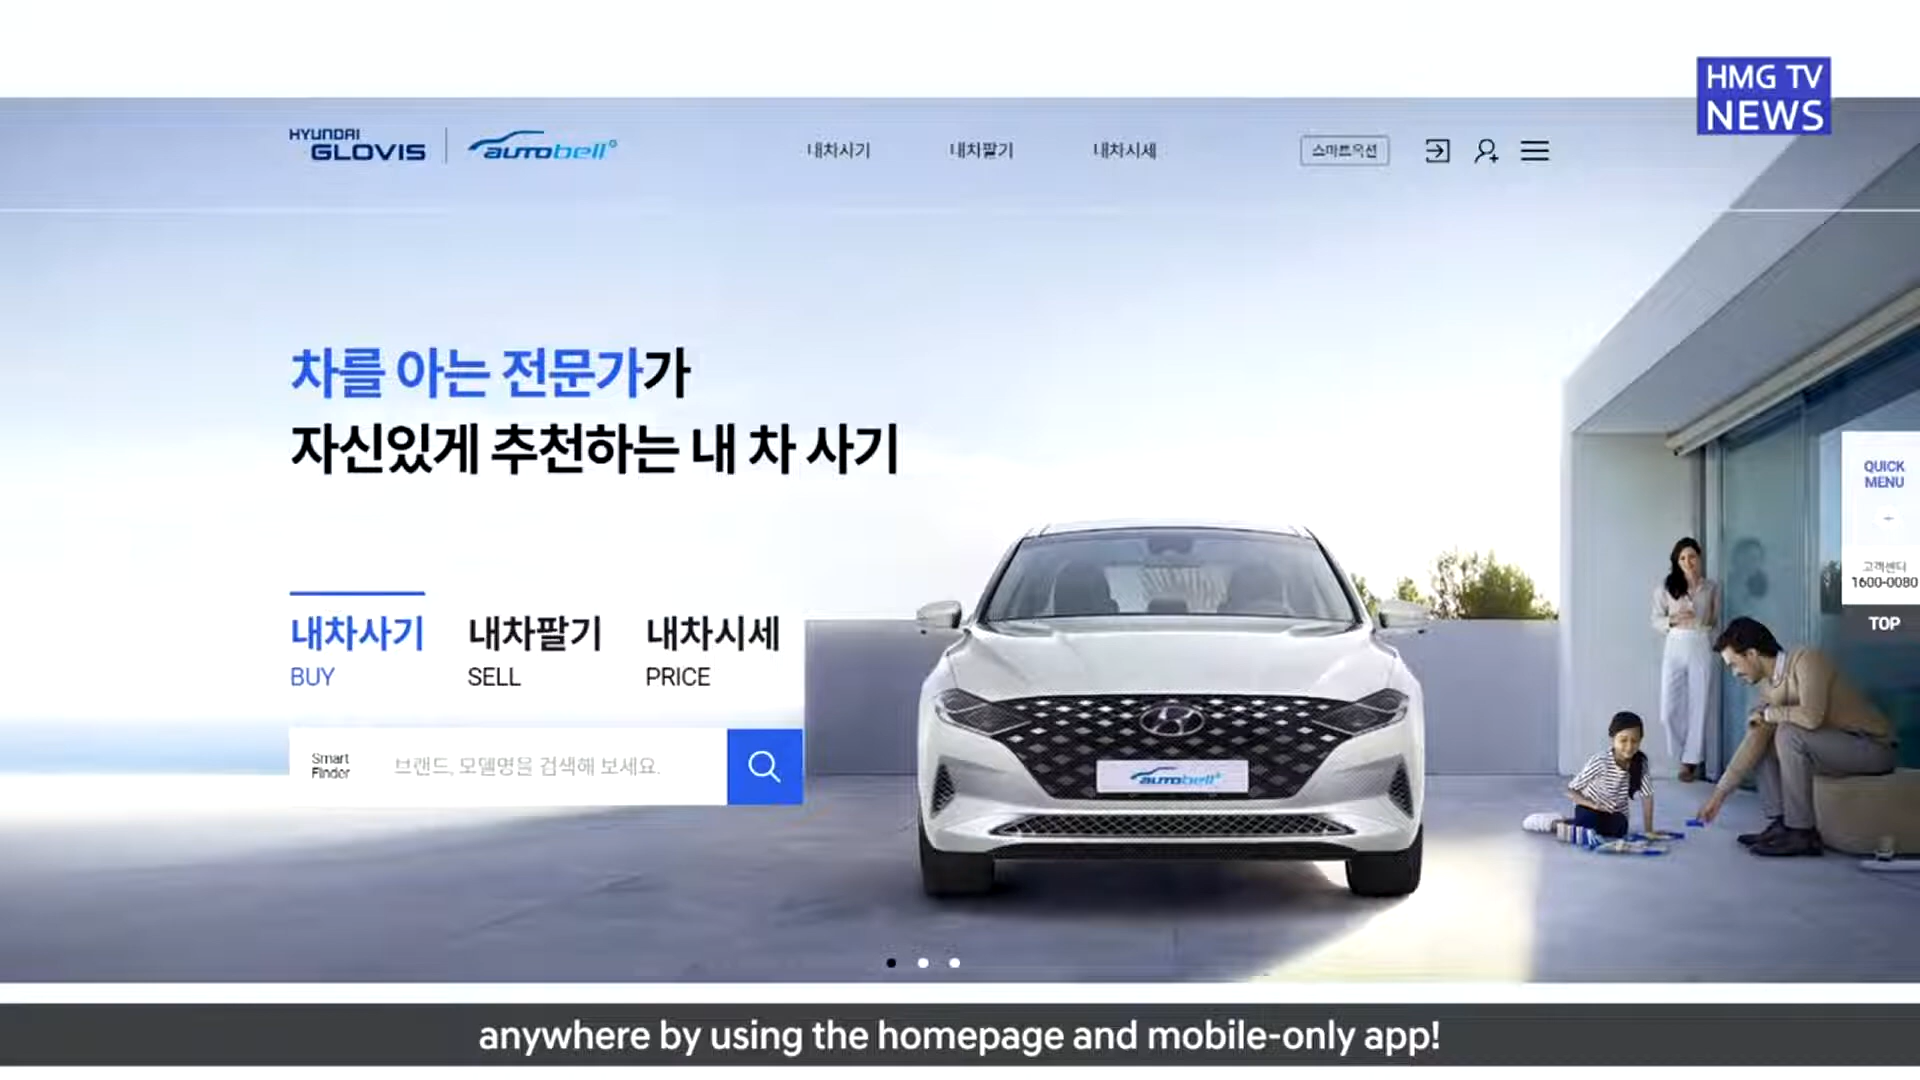 HMG TV
NEWS
HYUNDAI
GLOVIS
autobell
내차사기
내차팔기
내차시세
스마트옥션
차를 아는 전문가가
자신있게 추천하는 내 차 사기
QUICK
MENU
고객센터
1600-0080
TOP
내차사기
BUY
내차팔기
SELL
내차시세
PRICE
Smart
Finder
브랜드, 모델명을 검색해 보세요.
autobell
anywhere by using the homepage and mobile-only app!